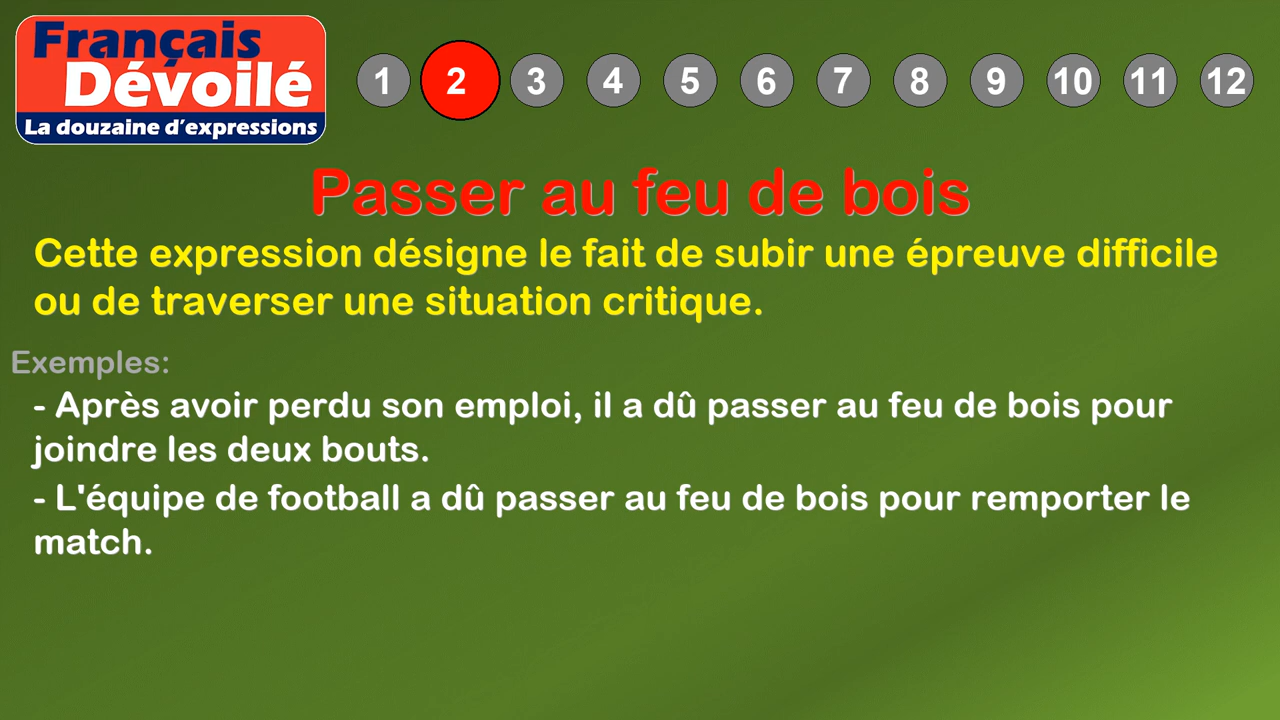 Français
Dévoilé
La douzaine d'expressions
1 2 3 4 5 6 7 8 9 10 11 12
Passer au feu de bois
Cette expression désigne le fait de subir une épreuve difficile
ou de traverser une situation critique.
Exemples:
- Après avoir perdu son emploi, il a dû passer au feu de bois pour
joindre les deux bouts.
- L'équipe de football a dû passer au feu de bois pour remporter le
match.